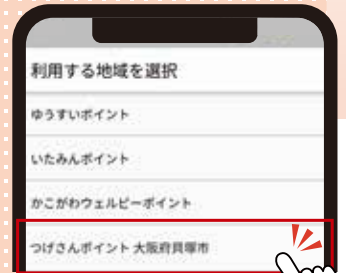 利用する地域を選択
ゆうすいポイント
いたみんポイント
かこがわウェルピーポイント
つげさんポイント 大阪府貝塚市